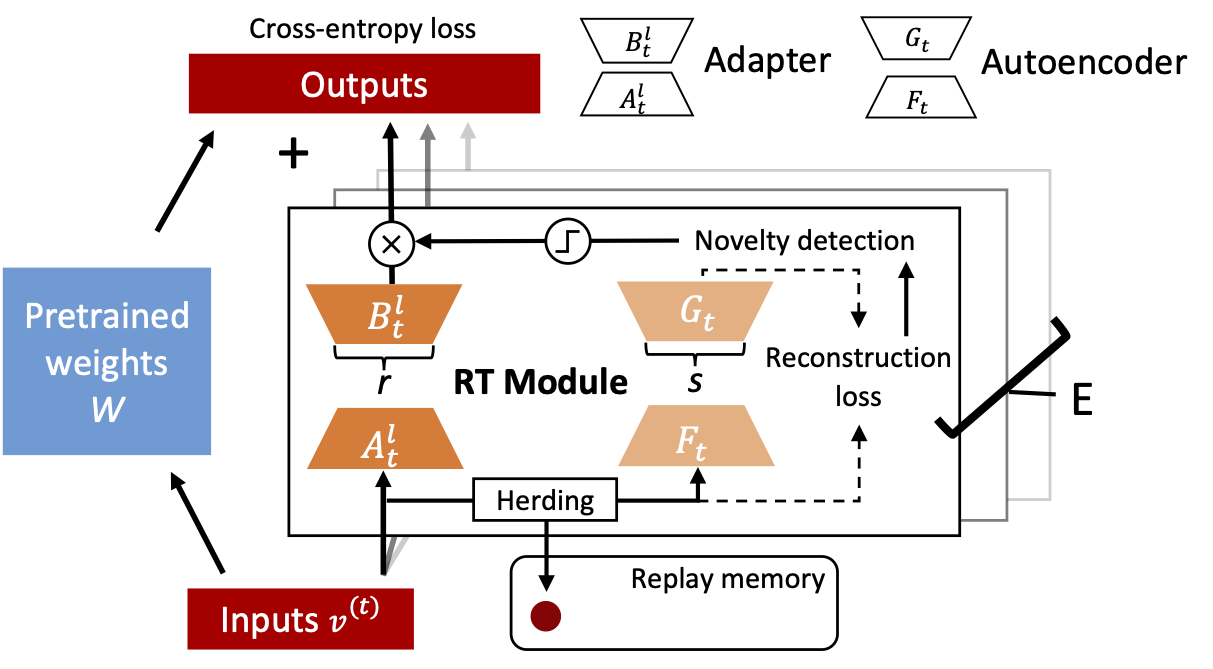 Cross-entropy loss
Outputs
B_t^l
A_t^l
Adapter
G_t
F_t
Autoencoder
+
×
Novelty detection
Pretrained
weights
W
B_t^l
r
A_t^l
RT Module
G_t
s
F_t
Reconstruction
loss
E
Herding
Replay memory
Inputs v^(t)